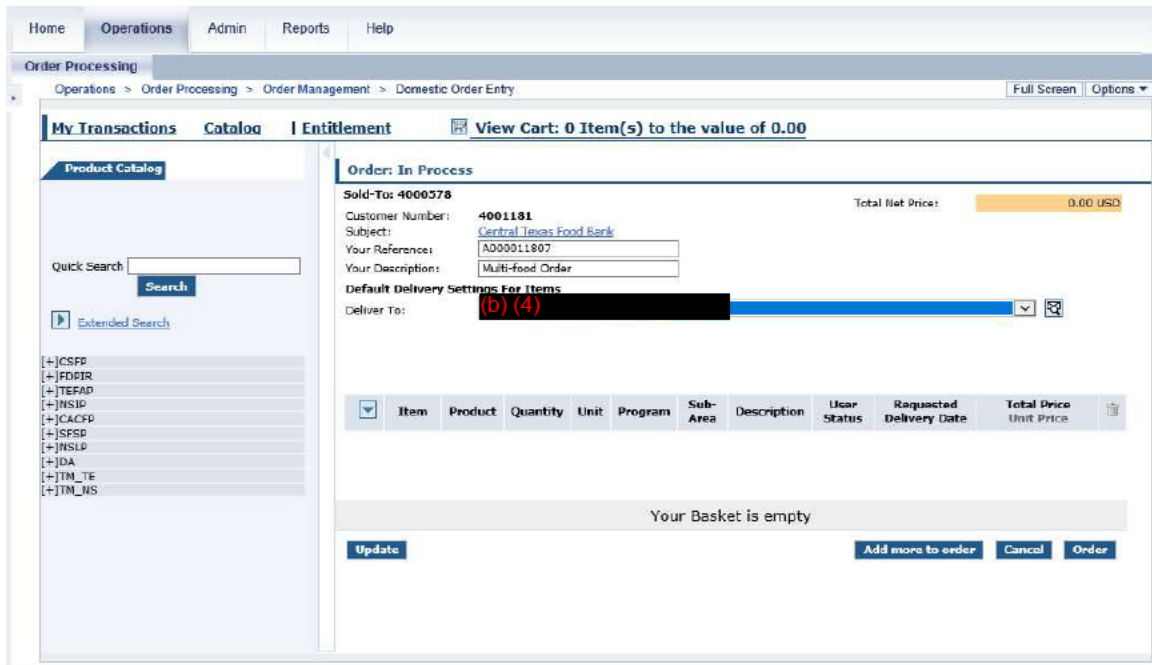 Home Operations Admin Reports Help
Order Processing
Operations > Order Processing > Order Management > Domestic Order Entry Full Screen Options
My Transactions Catalog | Entitlement View Cart: 0 Item(s) to the value of 0.00
Product Catalog
Quick Search
Search
Extended Search
[+]CSFP
[+]FDPIR
[+]TEFAP
[+]NSIP
[+]CACFP
[+]SFSP
[+]NSLP
[+]DA
[+]TM_TE
[+]TM_NS
Order: In Process
Sold-To: 4000578
Total Net Price: 0.00 USD
Customer Number: 4001181
Subject: Central Texas Food Bank
Your Reference: A000011807
Your Description: Multi-food Order
Default Delivery Settings For Items
Deliver To: (b) (4)
Item Product Quantity Unit Program Sub-Area Description User Status Requested Delivery Date Total Price Unit Price
Your Basket is empty
Update Add more to order Cancel Order